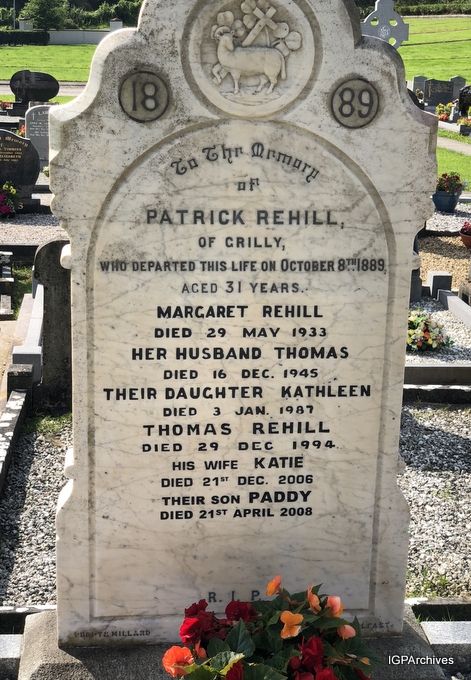 18 89
To The Memory
of
PATRICK REHILL,
OF GRILLY,
WHO DEPARTED THIS LIFE ON OCTOBER 8TH 1889,
AGED 31 YEARS.
MARGARET REHILL
DIED 29 MAY 1933
HER HUSBAND THOMAS
DIED 16 DEC. 1945
THEIR DAUGHTER KATHLEEN
DIED 3 JAN. 1987
THOMAS REHILL
DIED 29 DEC 1994
HIS WIFE KATIE
DIED 21ST DEC. 2006
THEIR SON PADDY
DIED 21ST APRIL 2008
R. I. P.
MILLARD
IGPArchives